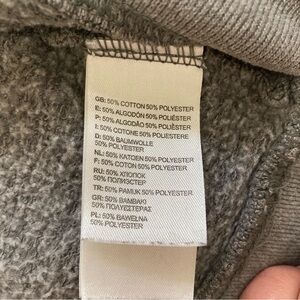 GB: 50% COTTON 50% POLYESTER
E: 50% ALGODÓN 50% POLIÉSTER
P: 50% ALGODÃO 50% POLIÉSTER
I: 50% COTONE 50% POLIESTERE
D: 50% BAUMWOLLE
50% POLYESTER
NL: 50% KATOEN 50% POLYESTER
F: 50% COTON 50% POLYESTER
RU: 50% ХЛОПОК
50% ПОЛИЭСТЕР
TR: 50% PAMUK 50% POLYESTER
GR: 50% ΒΑΜΒΑΚΙ
50% ΠΟΛΥΕΣΤΕΡΑΣ
PL: 50% BAWEŁNA
50% POLYESTER